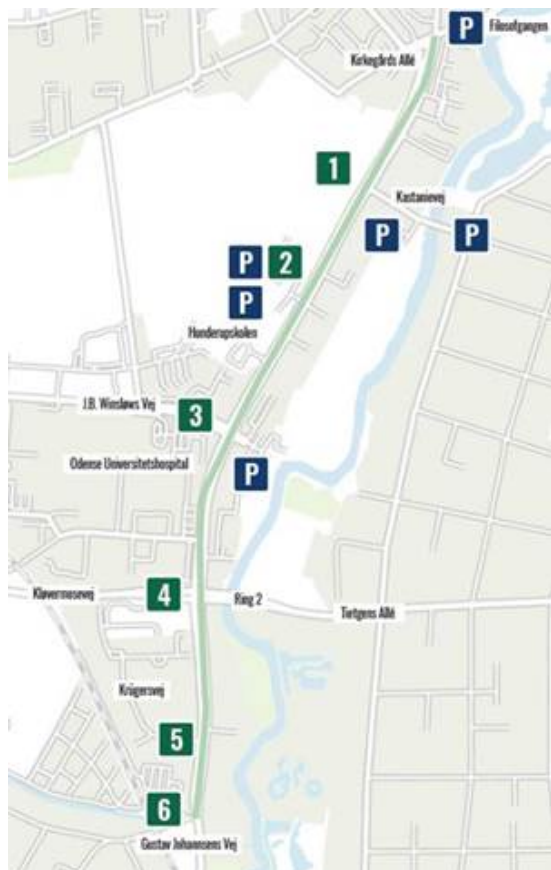 P
Filosofgangen
Kirkegårds Allé
1
Kastanievej
P
P
P
2
P
Hunderupskolen
J.B. Winsløws Vej
3
Odense Universitetshospital
P
Kløvermosevej
4
Ring 2
Tietgens Allé
Krügersvej
5
6
Gustav Johannsens Vej